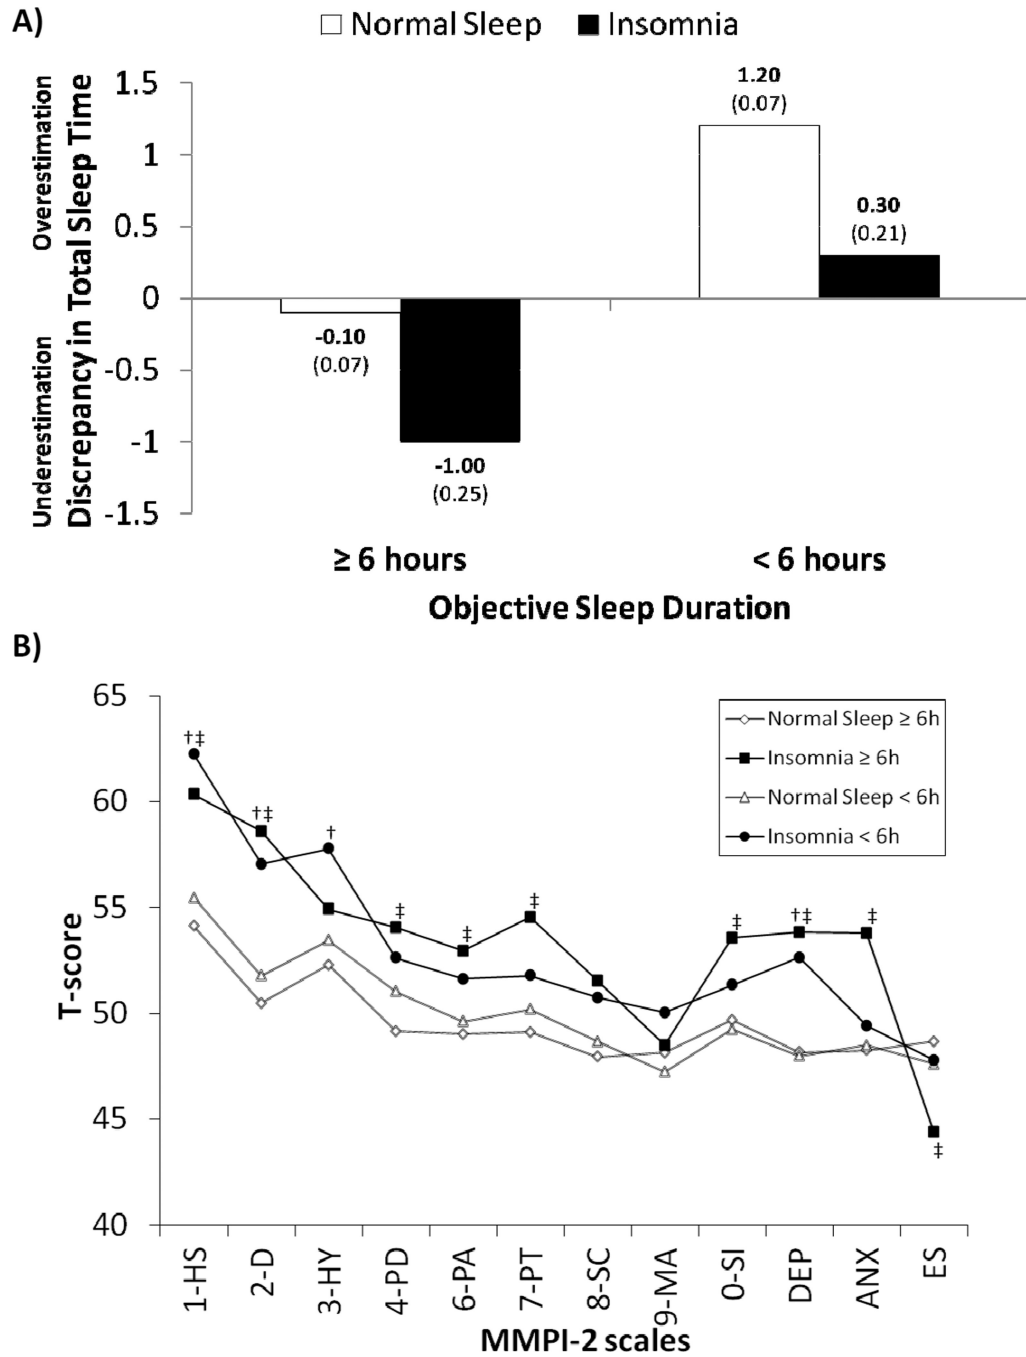 A)
Normal Sleep Insomnia
Overestimation
Underestimation
Discrepancy in Total Sleep Time
1.5
1
0.5
0
-0.5
-1
-1.5
-0.10
(0.07)
-1.00
(0.25)
1.20
(0.07)
0.30
(0.21)
≥ 6 hours
< 6 hours
Objective Sleep Duration
B)
T-score
65
60
55
50
45
40
Normal Sleep ≥ 6h
Insomnia ≥ 6h
Normal Sleep < 6h
Insomnia < 6h
†‡
†‡
†
‡
‡
‡
‡
†‡
‡
‡
1-HS
2-D
3-HY
4-PD
6-PA
7-PT
8-SC
9-MA
0-SI
DEP
ANX
ES
MMPI-2 scales